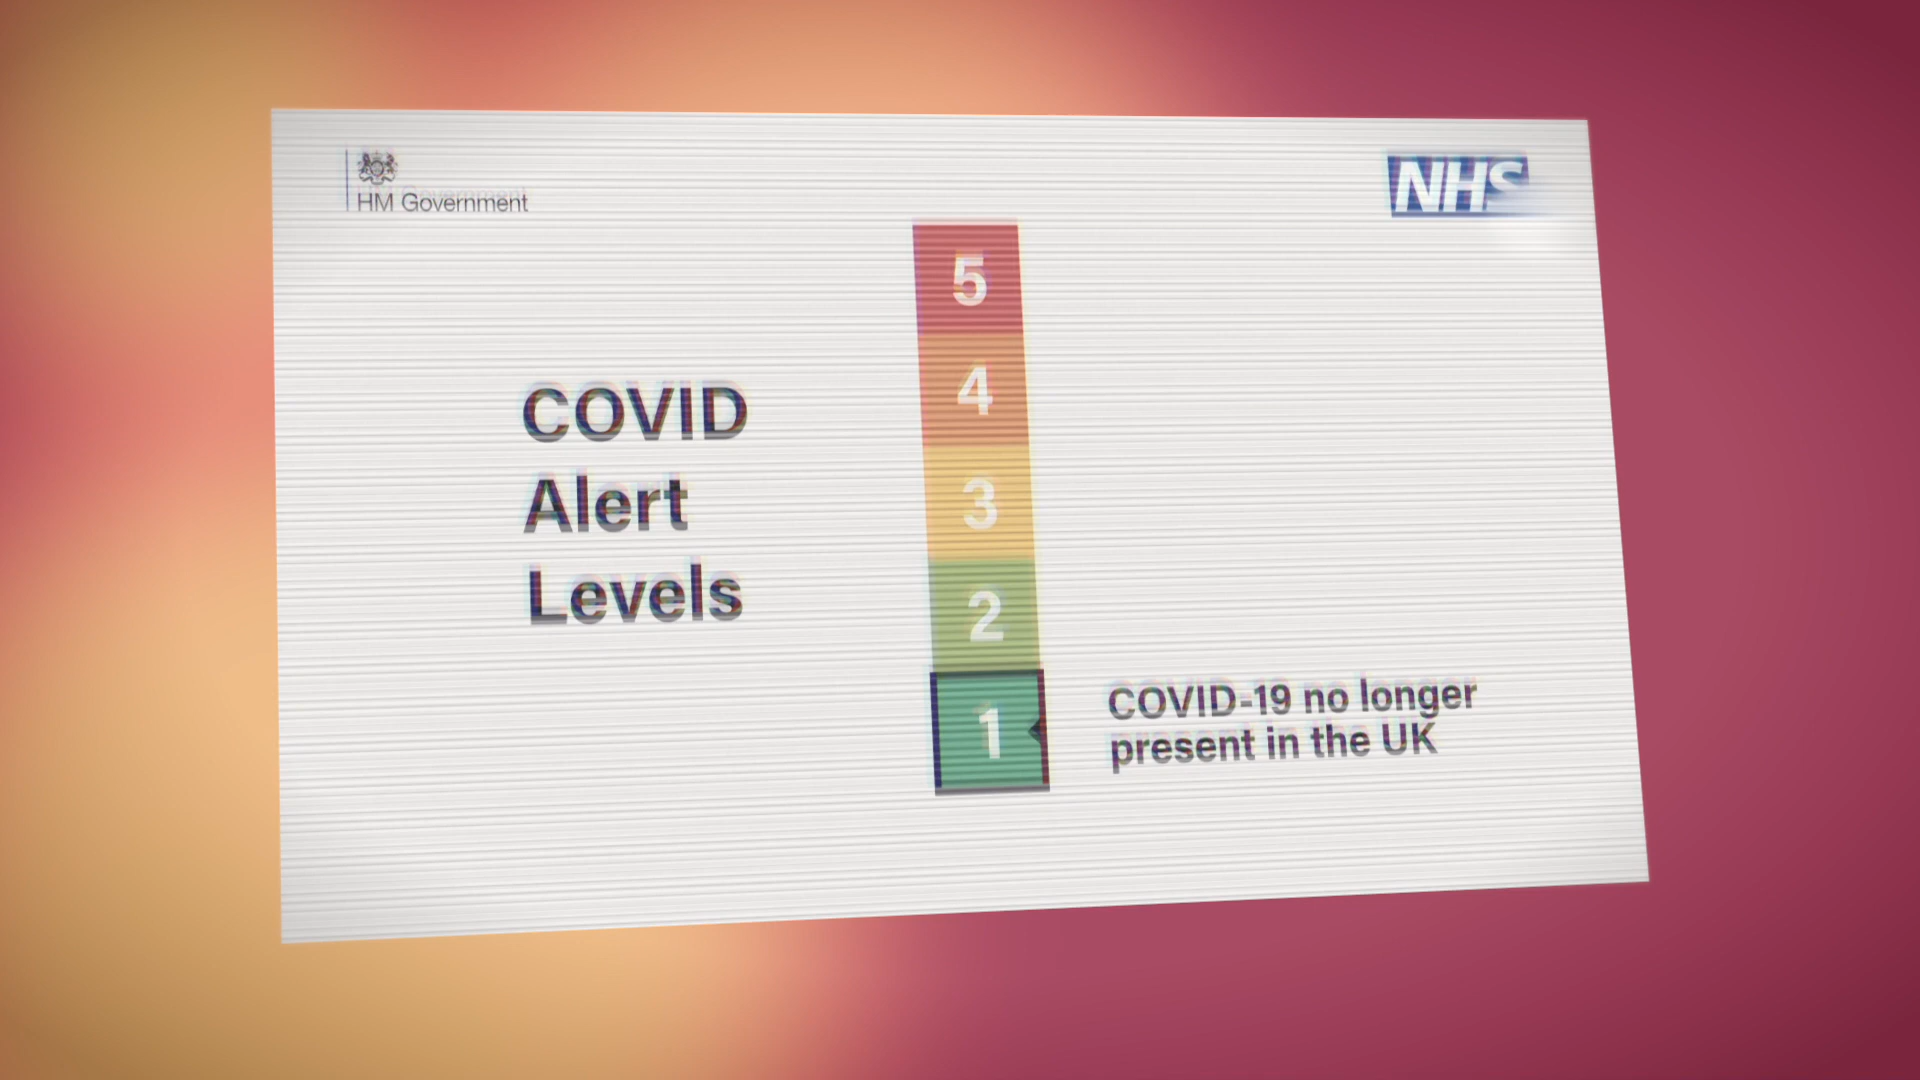 HM Government
NHS
COVID
Alert
Levels
5
4
3
2
1
COVID-19 no longer
present in the UK